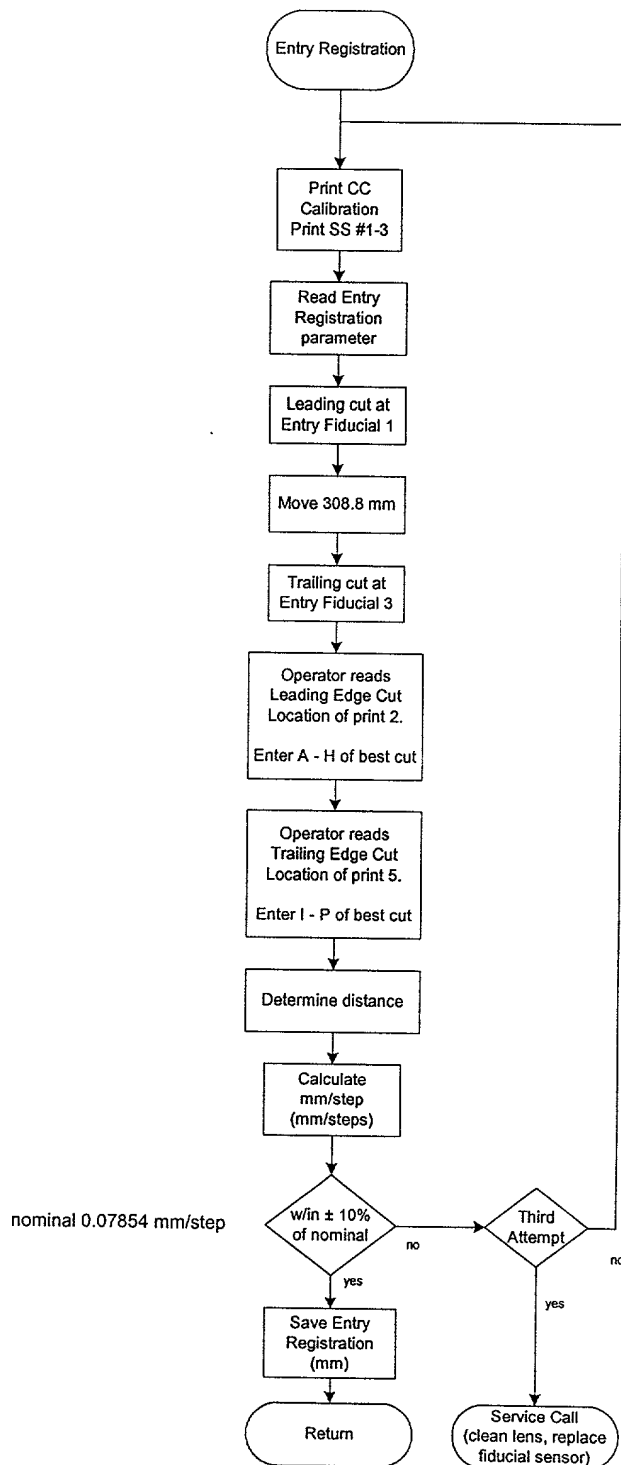 Entry Registration
Print CC
Calibration
Print SS #1-3
Read Entry
Registration
parameter
Leading cut at
Entry Fiducial 1
Move 308.8 mm
Trailing cut at
Entry Fiducial 3
Operator reads
Leading Edge Cut
Location of print 2.
Enter A - H of best cut
Operator reads
Trailing Edge Cut
Location of print 5.
Enter I - P of best cut
Determine distance
Calculate
mm/step
(mm/steps)
nominal 0.07854 mm/step
w/in ± 10%
of nominal
no
Third
Attempt
no
yes
yes
Save Entry
Registration
(mm)
Return
Service Call
(clean lens, replace
fiducial sensor)